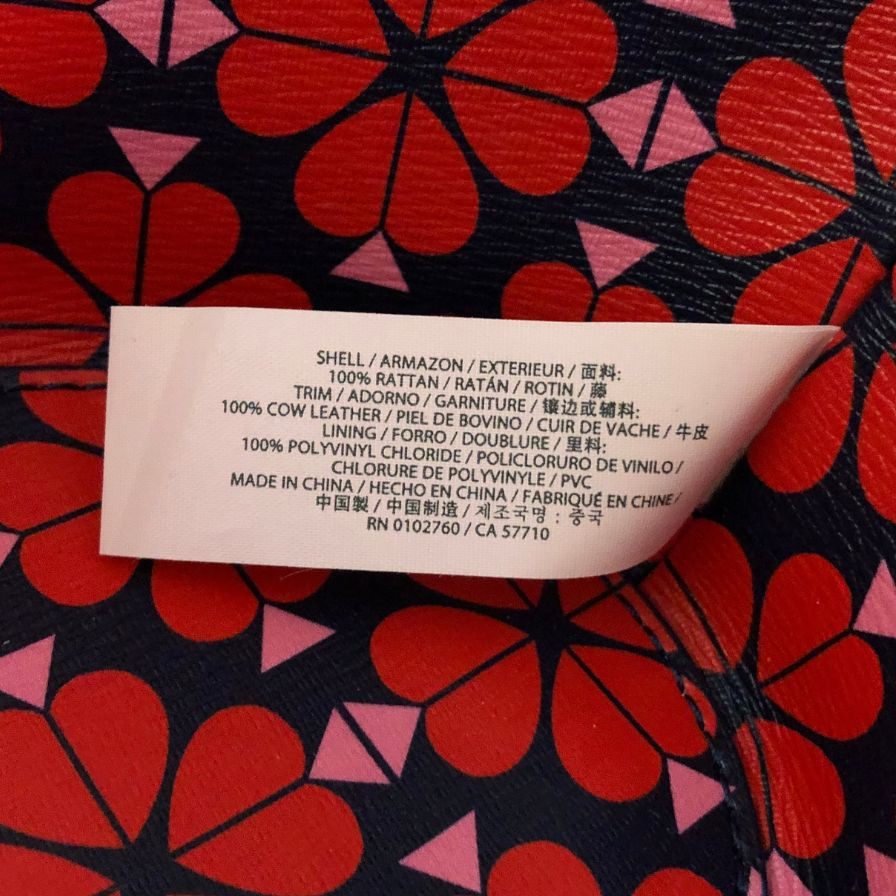 SHELL / ARMAZON / EXTERIEUR / 面料:
100% RATTAN / RATÁN / ROTIN / 藤
TRIM / ADORNO / GARNITURE / 镶边或辅料:
100% COW LEATHER / PIEL DE BOVINO / CUIR DE VACHE / 牛皮
LINING / FORRO / DOUBLURE / 里料:
100% POLYVINYL CHLORIDE / POLICLORURO DE VINILO /
CHLORURE DE POLYVINYLE / PVC
MADE IN CHINA / HECHO EN CHINA / FABRIQUÉ EN CHINE /
中国製 / 中国制造 / 제조국명 : 중국
RN 0102760 / CA 57710